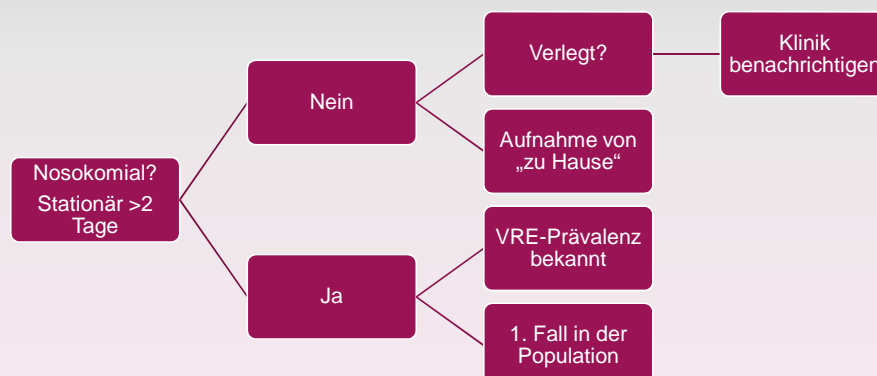 Nosokomial?
Stationär >2
Tage
Nein
Ja
Verlegt?
Aufnahme von
„zu Hause“
VRE-Prävalenz
bekannt
1. Fall in der
Population
Klinik
benachrichtigen